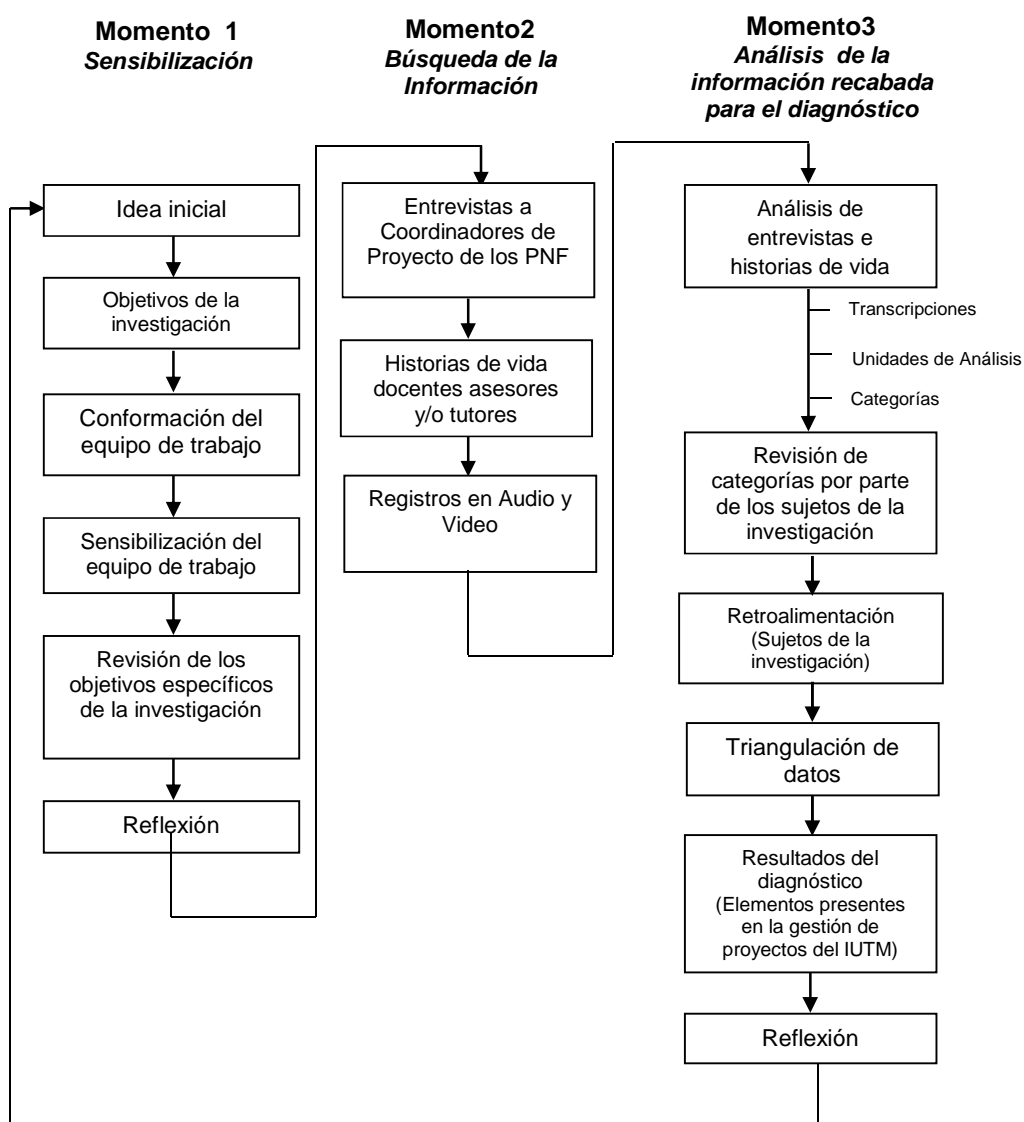 Momento 1
Sensibilización
Idea inicial
Objetivos de la
investigación
Conformación del
equipo de trabajo
Sensibilización del
equipo de trabajo
Revisión de los
objetivos específicos
de la investigación
Reflexión
Momento2
Búsqueda de la
Información
Entrevistas a
Coordinadores de
Proyecto de los PNF
Historias de vida
docentes asesores
y/o tutores
Registros en Audio y
Video
Momento3
Análisis de la
información recabada
para el diagnóstico
Análisis de
entrevistas e
historias de vida
Transcripciones
Unidades de Análisis
Categorías
Revisión de
categorías por parte
de los sujetos de la
investigación
Retroalimentación
(Sujetos de la
investigación)
Triangulación de
datos
Resultados del
diagnóstico
(Elementos presentes
en la gestión de
proyectos del IUTM)
Reflexión